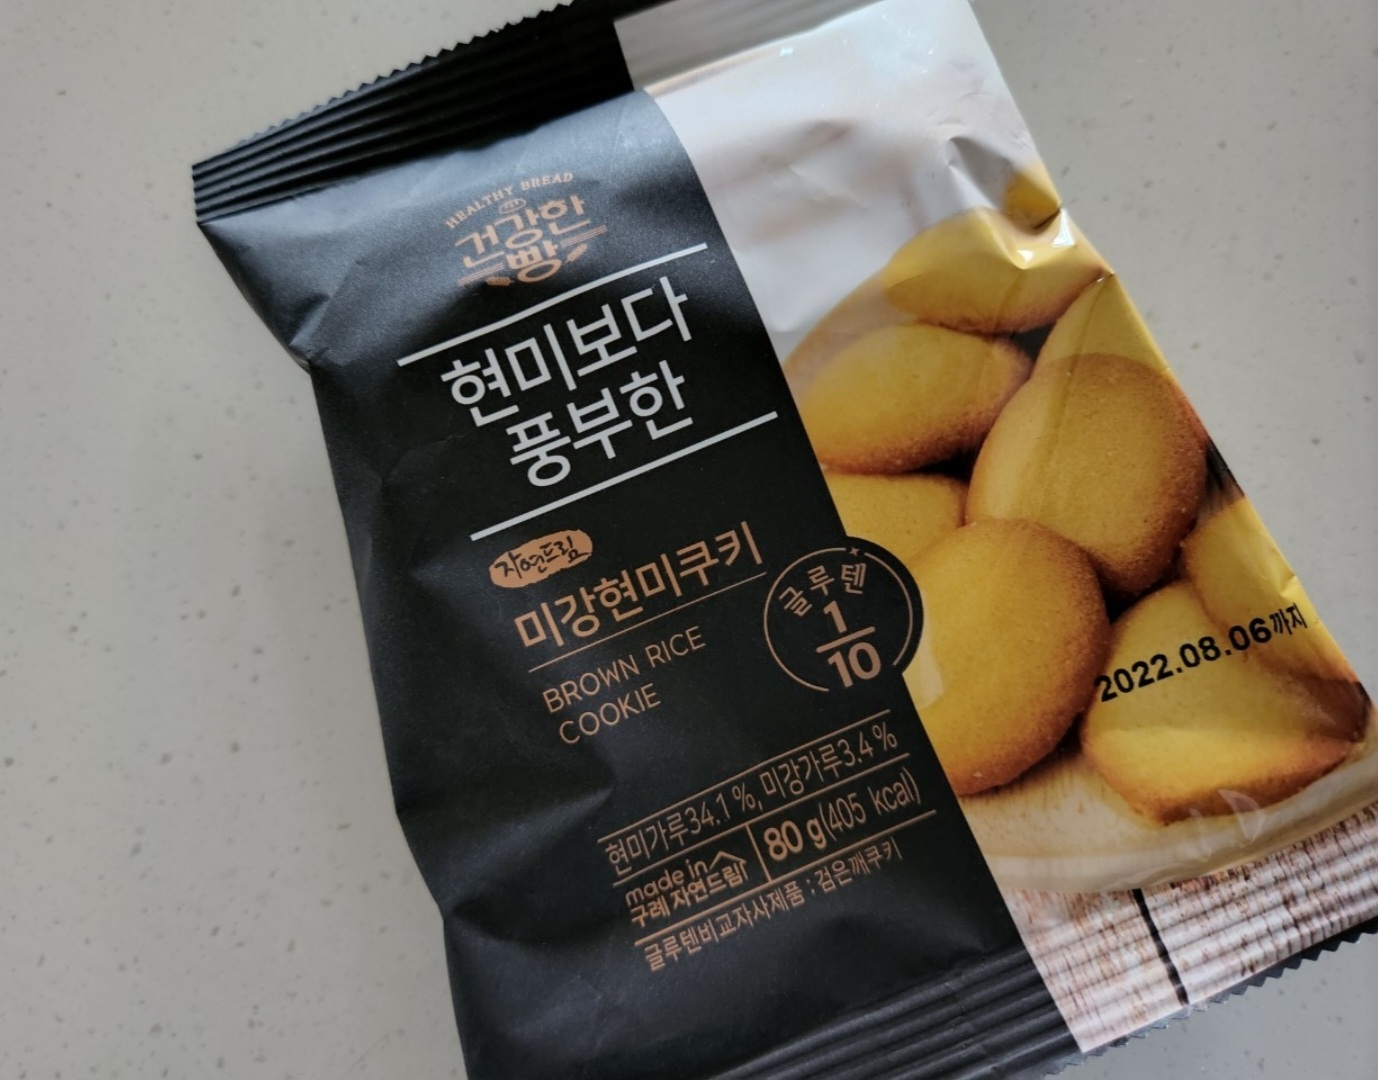 HEALTHY BREAD
건강한
빵
현미보다
풍부한
자연드림
미강현미쿠키
BROWN RICE
COOKIE
글루텐
1
10
2022.08.06까지
현미가루34.1%, 미강가루3.4%
made in
구례 자연드림
80 g(405 kcal)
글루텐비교자사제품 : 검은깨쿠키